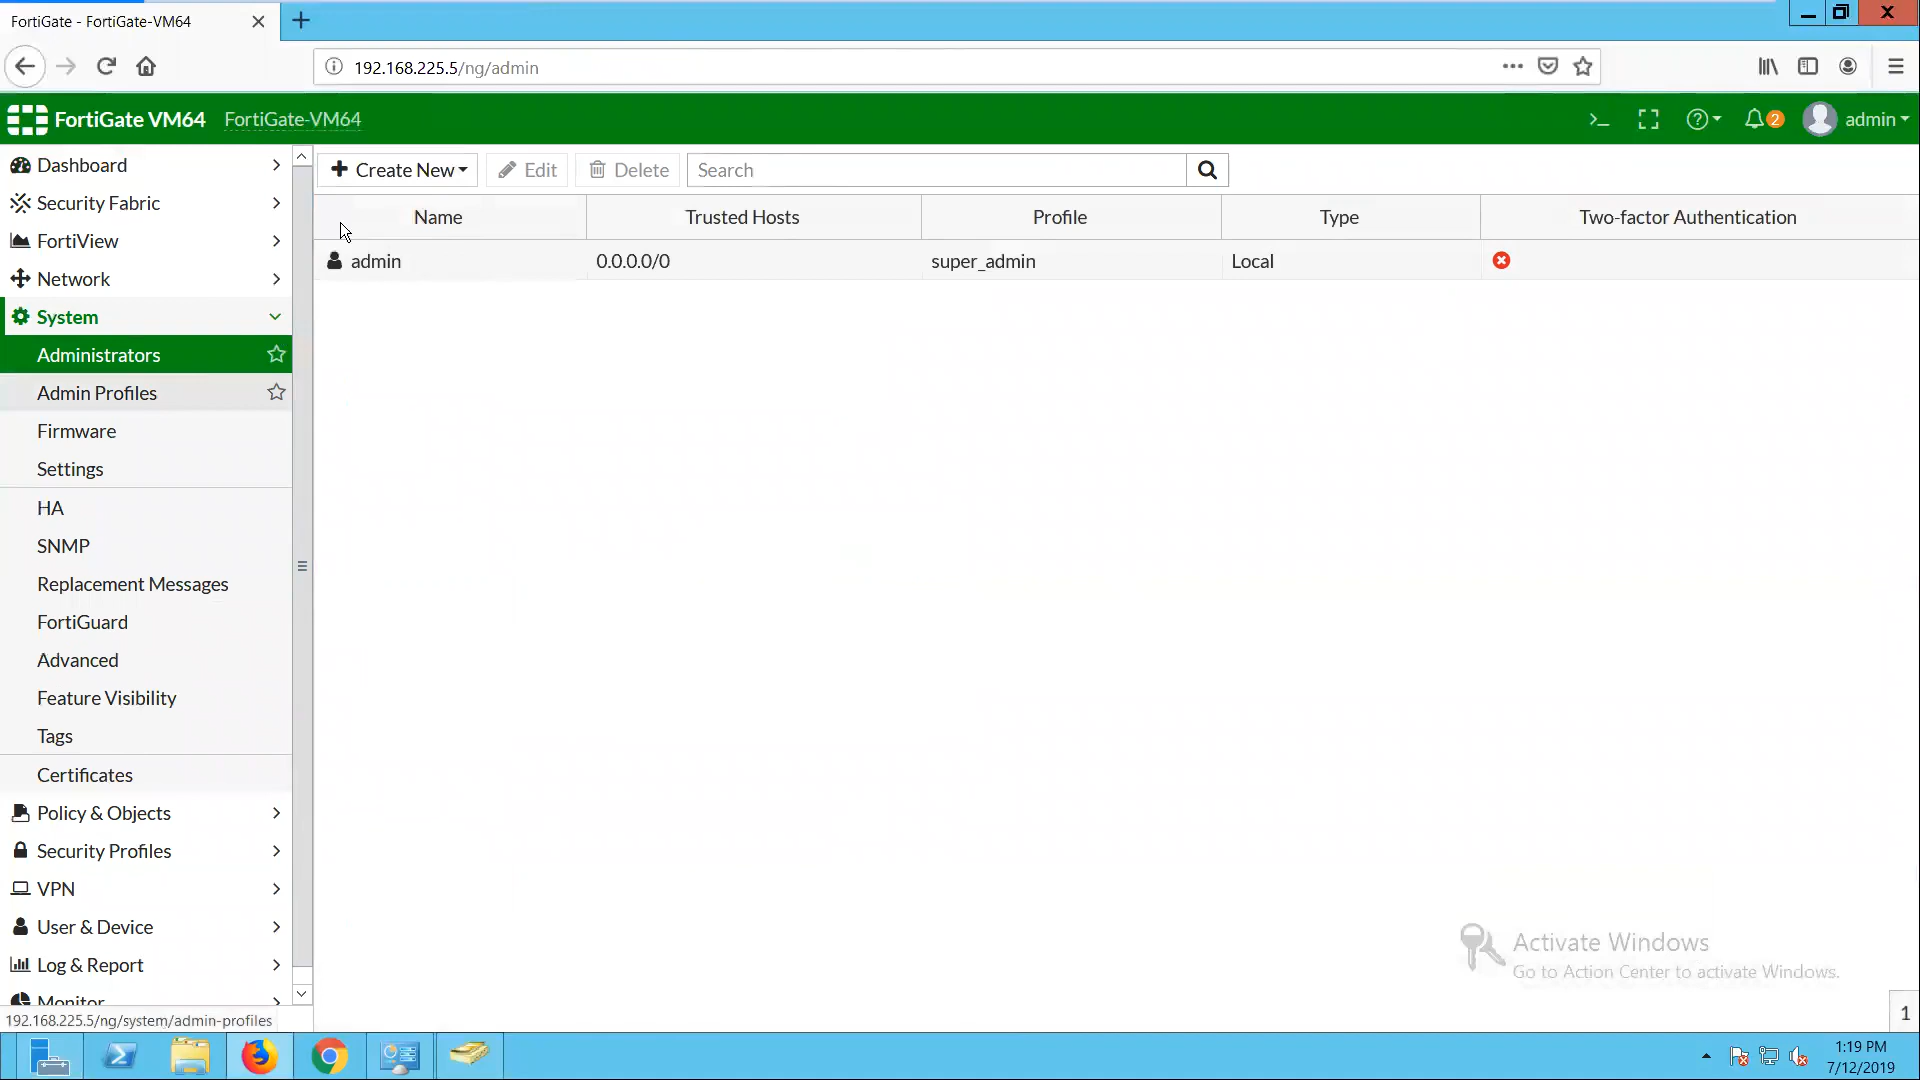 FortiGate - FortiGate-VM64
192.168.225.5/ng/admin
FortiGate VM64 FortiGate-VM64
>_ 2 admin
Dashboard
Security Fabric
FortiView
Network
System
Administrators
Admin Profiles
Firmware
Settings
HA
SNMP
Replacement Messages
FortiGuard
Advanced
Feature Visibility
Tags
Certificates
Policy & Objects
Security Profiles
VPN
User & Device
Log & Report
Monitor
192.168.225.5/ng/system/admin-profiles
Create New Edit Delete Search
Name Trusted Hosts Profile Type Two-factor Authentication
admin 0.0.0.0/0 super_admin Local
Activate Windows
Go to Action Center to activate Windows.
1
1:19 PM
7/12/2019